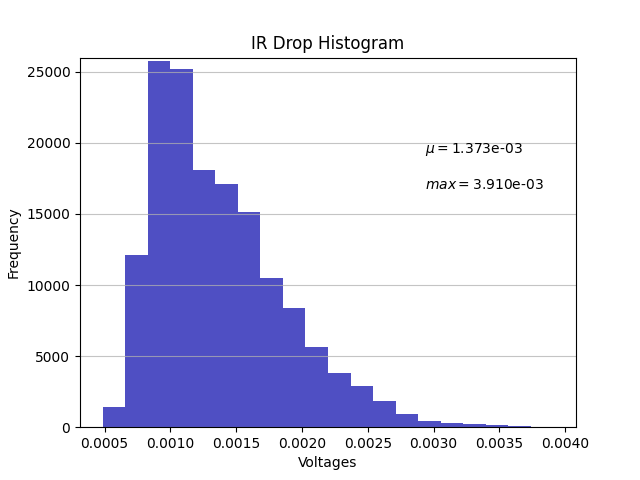 IR Drop Histogram
25000
20000
15000
10000
5000
0
Frequency
μ = 1.373e-03
max = 3.910e-03
0.0005 0.0010 0.0015 0.0020 0.0025 0.0030 0.0035 0.0040
Voltages